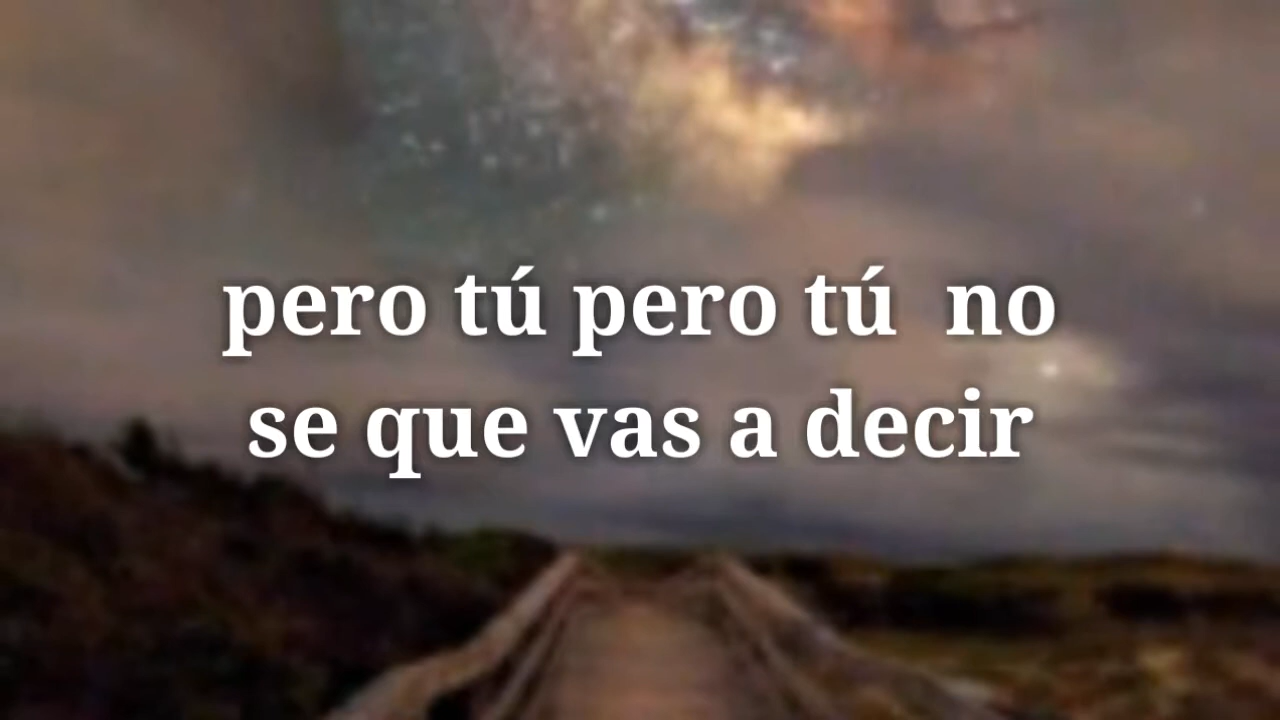 pero tú pero tú  no
se que vas a decir